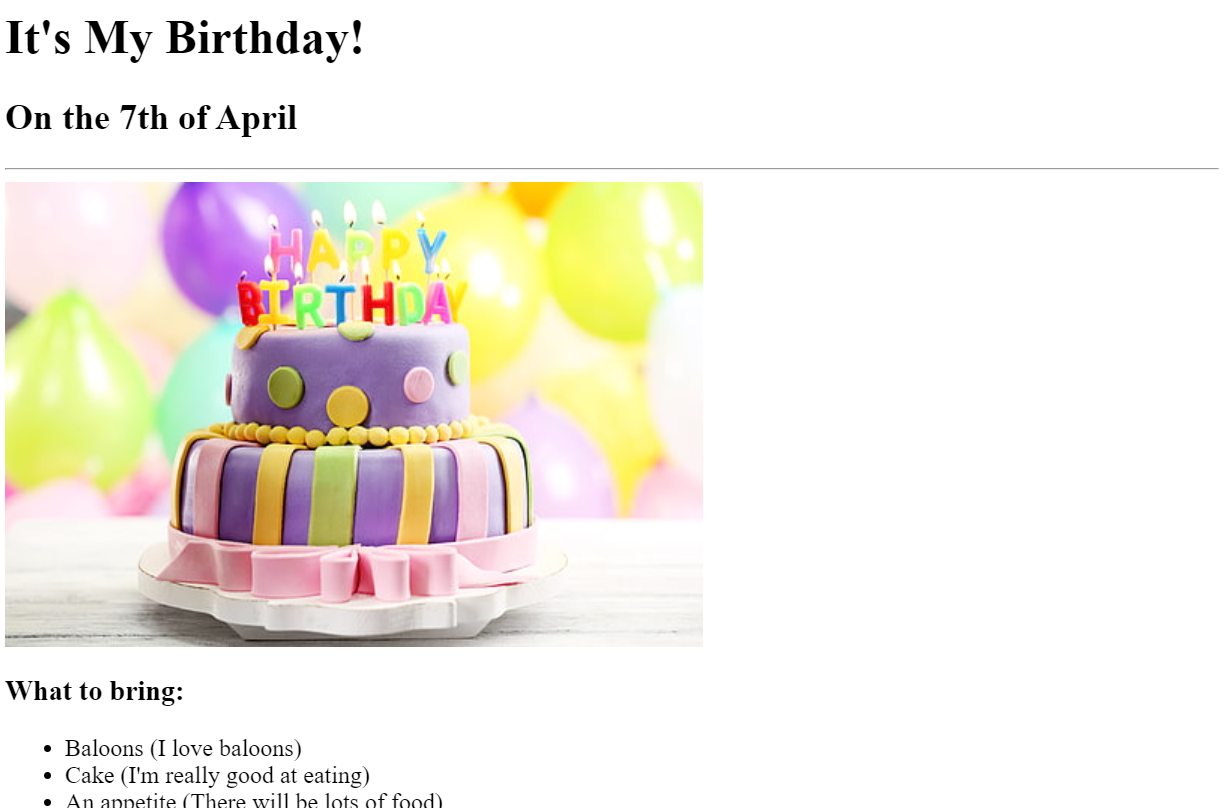 It's My Birthday!
On the 7th of April
HAPPY
BIRTHDAY
What to bring:
Baloons (I love baloons)
Cake (I'm really good at eating)
An appetite (There will be lots of food)